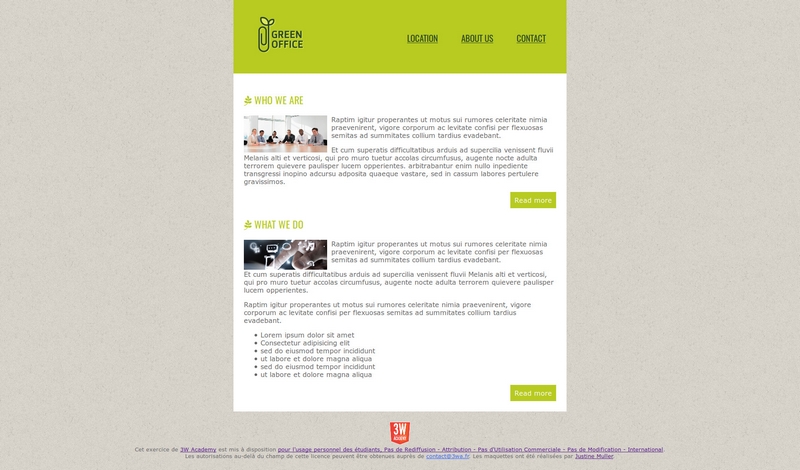 GREEN
OFFICE
LOCATION ABOUT US CONTACT
WHO WE ARE
Raptim igitur properantes ut motus sui rumores celeritate nimia
praevenirent, vigore corporum ac levitate confisi per flexuosas
semitas ad summitates collium tardius evadebant.
Et cum superatis difficultatibus arduis ad supercilia venissent fluvii
Melanis alti et verticosi, qui pro muro tuetur accolas circumfusus, augente nocte adulta
terrorem quievere paulisper lucem opperientes. arbitrabantur enim nullo inpediente
transgressi inopino adcursu adposita quaeque vastare, sed in cassum labores pertulere
gravissimos.
Read more
WHAT WE DO
Raptim igitur properantes ut motus sui rumores celeritate nimia
praevenirent, vigore corporum ac levitate confisi per flexuosas
semitas ad summitates collium tardius evadebant.
Et cum superatis difficultatibus arduis ad supercilia venissent fluvii Melanis alti et verticosi,
qui pro muro tuetur accolas circumfusus, augente nocte adulta terrorem quievere paulisper
lucem opperientes.
Raptim igitur properantes ut motus sui rumores celeritate nimia praevenirent, vigore
corporum ac levitate confisi per flexuosas semitas ad summitates collium tardius
evadebant.
Lorem ipsum dolor sit amet
Consectetur adipisicing elit
sed do eiusmod tempor incididunt
ut labore et dolore magna aliqua
sed do eiusmod tempor incididunt
ut labore et dolore magna aliqua
Read more
3W
ACADEMY
Cet exercice de 3W Academy est mis à disposition pour l'usage personnel des étudiants. Pas de Rediffusion - Attribution - Pas d'Utilisation Commerciale - Pas de Modification - International.
Les autorisations au-delà du champ de cette licence peuvent être obtenues auprès de contact@3wa.fr. Les maquettes ont été réalisées par Justine Muller.